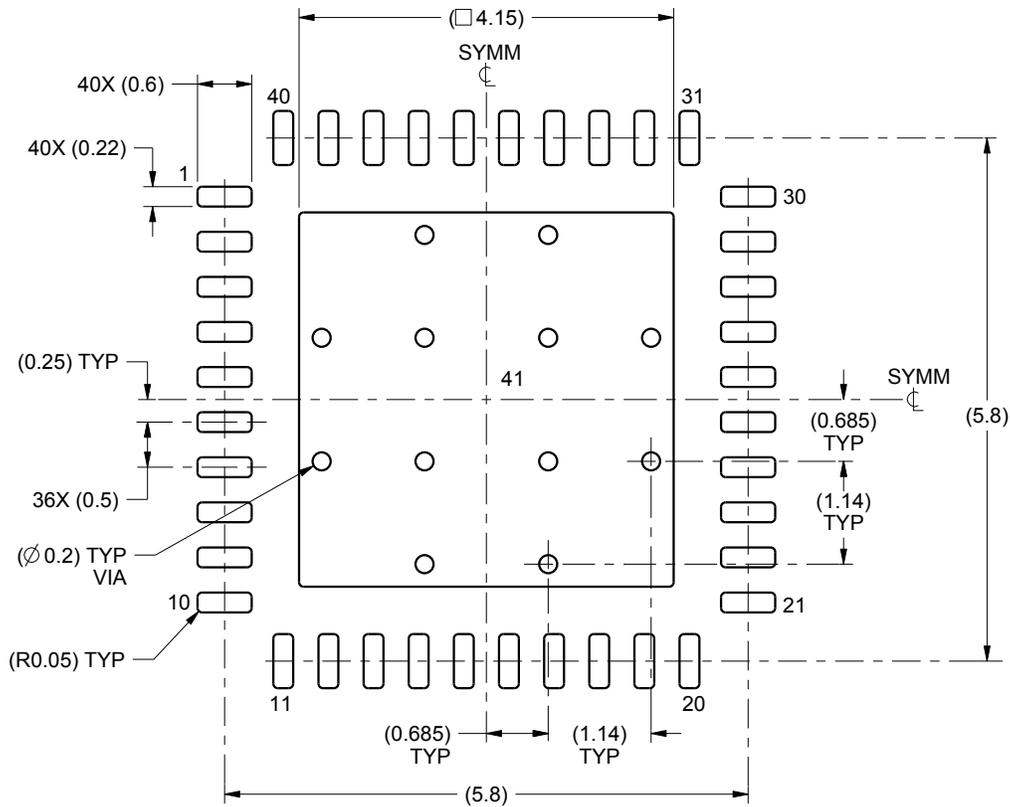 (□ 4.15)
SYMM
℄
40X (0.6)
40
31
40X (0.22)
1
30
(0.25) TYP
41
SYMM
℄
(0.685)
TYP
(5.8)
36X (0.5)
(1.14)
TYP
(∅ 0.2) TYP
VIA
10
21
(R0.05) TYP
11
20
(0.685)
TYP
(1.14)
TYP
(5.8)